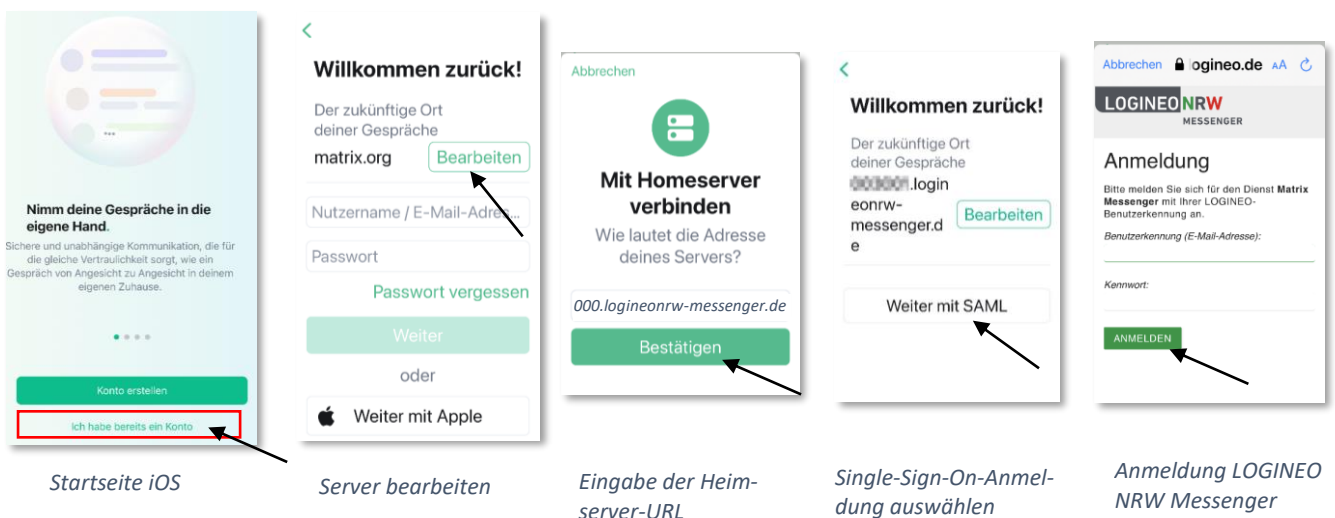 Nimm deine Gespräche in die
eigene Hand.
Sichere und unabhängige Kommunikation, die für
die gleiche Vertraulichkeit sorgt, wie ein
Gespräch von Angesicht zu Angesicht in deinem
eigenen Zuhause.
Konto erstellen
Ich habe bereits ein Konto
Startseite iOS
Willkommen zurück!
Der zukünftige Ort
deiner Gespräche
matrix.org
Bearbeiten
Nutzername / E-Mail-Adres...
Passwort
Passwort vergessen
Weiter
oder
Weiter mit Apple
Server bearbeiten
Abbrechen
Mit Homeserver
verbinden
Wie lautet die Adresse
deines Servers?
000.logineonrw-messenger.de
Bestätigen
Eingabe der Heim-
server-URL
Willkommen zurück!
Der zukünftige Ort
deiner Gespräche
.login
eonrw-
messenger.d
e
Bearbeiten
Weiter mit SAML
Single-Sign-On-Anmel-
dung auswählen
Abbrechen logineo.de AA
LOGINEO NRW
MESSENGER
Anmeldung
Bitte melden Sie sich für den Dienst Matrix
Messenger mit Ihrer LOGINEO-
Benutzerkennung an.
Benutzerkennung (E-Mail-Adresse):
Kennwort:
ANMELDEN
Anmeldung LOGINEO
NRW Messenger